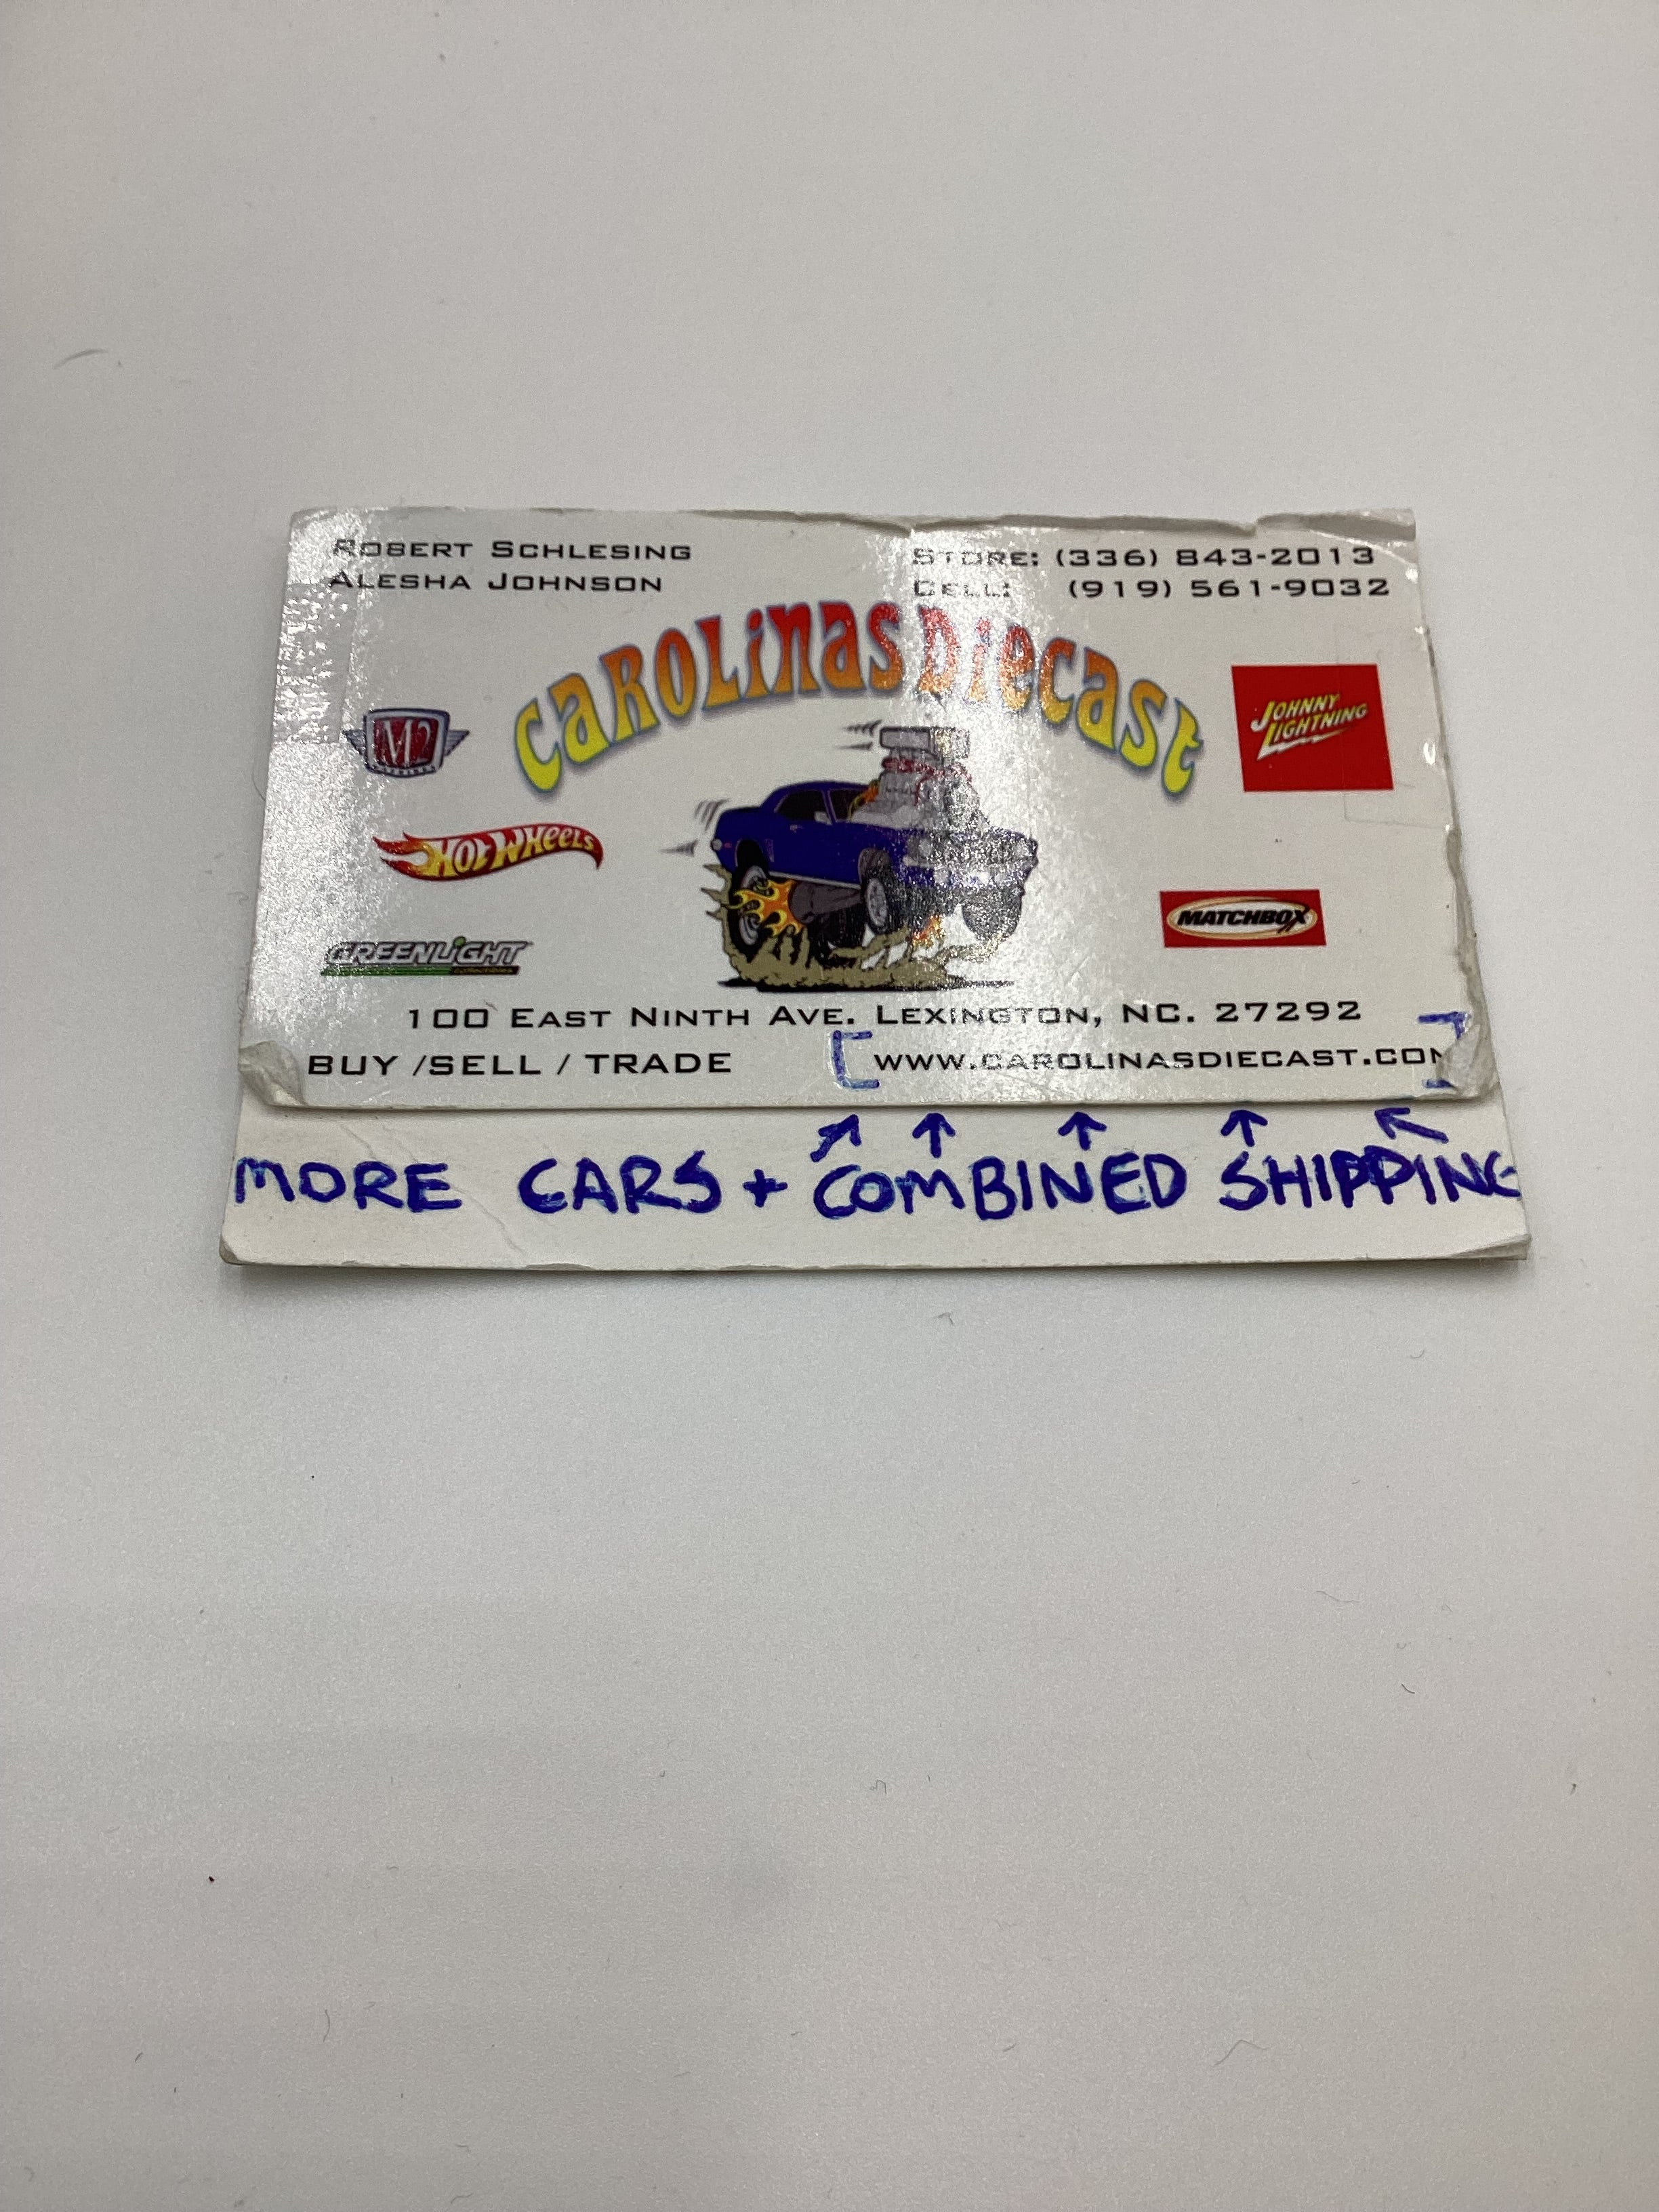 ROBERT SCHLESING
ALESHA JOHNSON
STORE: (336) 843-2013
CELL: (919) 561-9032
CAROLiNAS DiECAST
M2
JOHNNY
LIGHTNING
HOT WHEELS
MATCHBOX
GREENLIGHT
100 EAST NINTH AVE. LEXINGTON, NC. 27292
BUY /SELL / TRADE
[WWW.CAROLINASDIECAST.COM]
MORE CARS + COMBINED SHIPPING